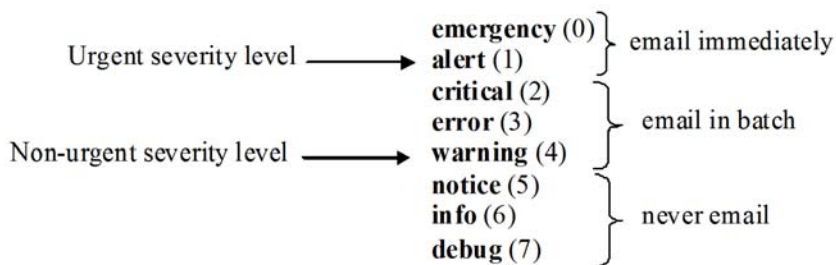 emergency (0)
email immediately
Urgent severity level
alert (1)
critical (2)
error (3)
email in batch
Non-urgent severity level
warning (4)
notice (5)
info (6)
never email
debug (7)